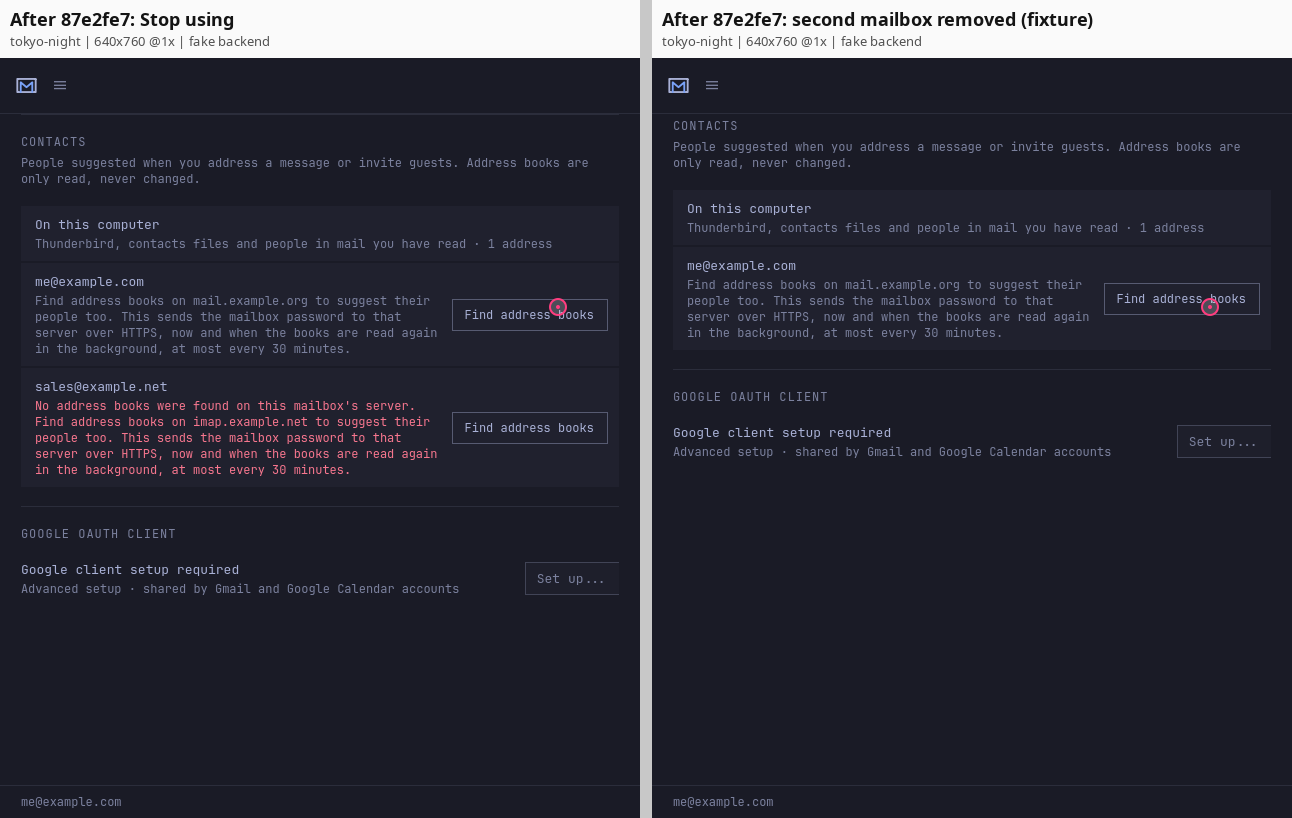 After 87e2fe7: Stop using
tokyo-night | 640x760 @1x | fake backend
CONTACTS
People suggested when you address a message or invite guests. Address books are
only read, never changed.
On this computer
Thunderbird, contacts files and people in mail you have read · 1 address
me@example.com
Find address books on mail.example.org to suggest their
people too. This sends the mailbox password to that
server over HTTPS, now and when the books are read again
in the background, at most every 30 minutes.
Find address books
sales@example.net
No address books were found on this mailbox's server.
Find address books on imap.example.net to suggest their
people too. This sends the mailbox password to that
server over HTTPS, now and when the books are read again
in the background, at most every 30 minutes.
Find address books
GOOGLE OAUTH CLIENT
Google client setup required
Advanced setup · shared by Gmail and Google Calendar accounts
Set up...
me@example.com
After 87e2fe7: second mailbox removed (fixture)
tokyo-night | 640x760 @1x | fake backend
CONTACTS
People suggested when you address a message or invite guests. Address books are
only read, never changed.
On this computer
Thunderbird, contacts files and people in mail you have read · 1 address
me@example.com
Find address books on mail.example.org to suggest their
people too. This sends the mailbox password to that
server over HTTPS, now and when the books are read again
in the background, at most every 30 minutes.
Find address books
GOOGLE OAUTH CLIENT
Google client setup required
Advanced setup · shared by Gmail and Google Calendar accounts
Set up...
me@example.com